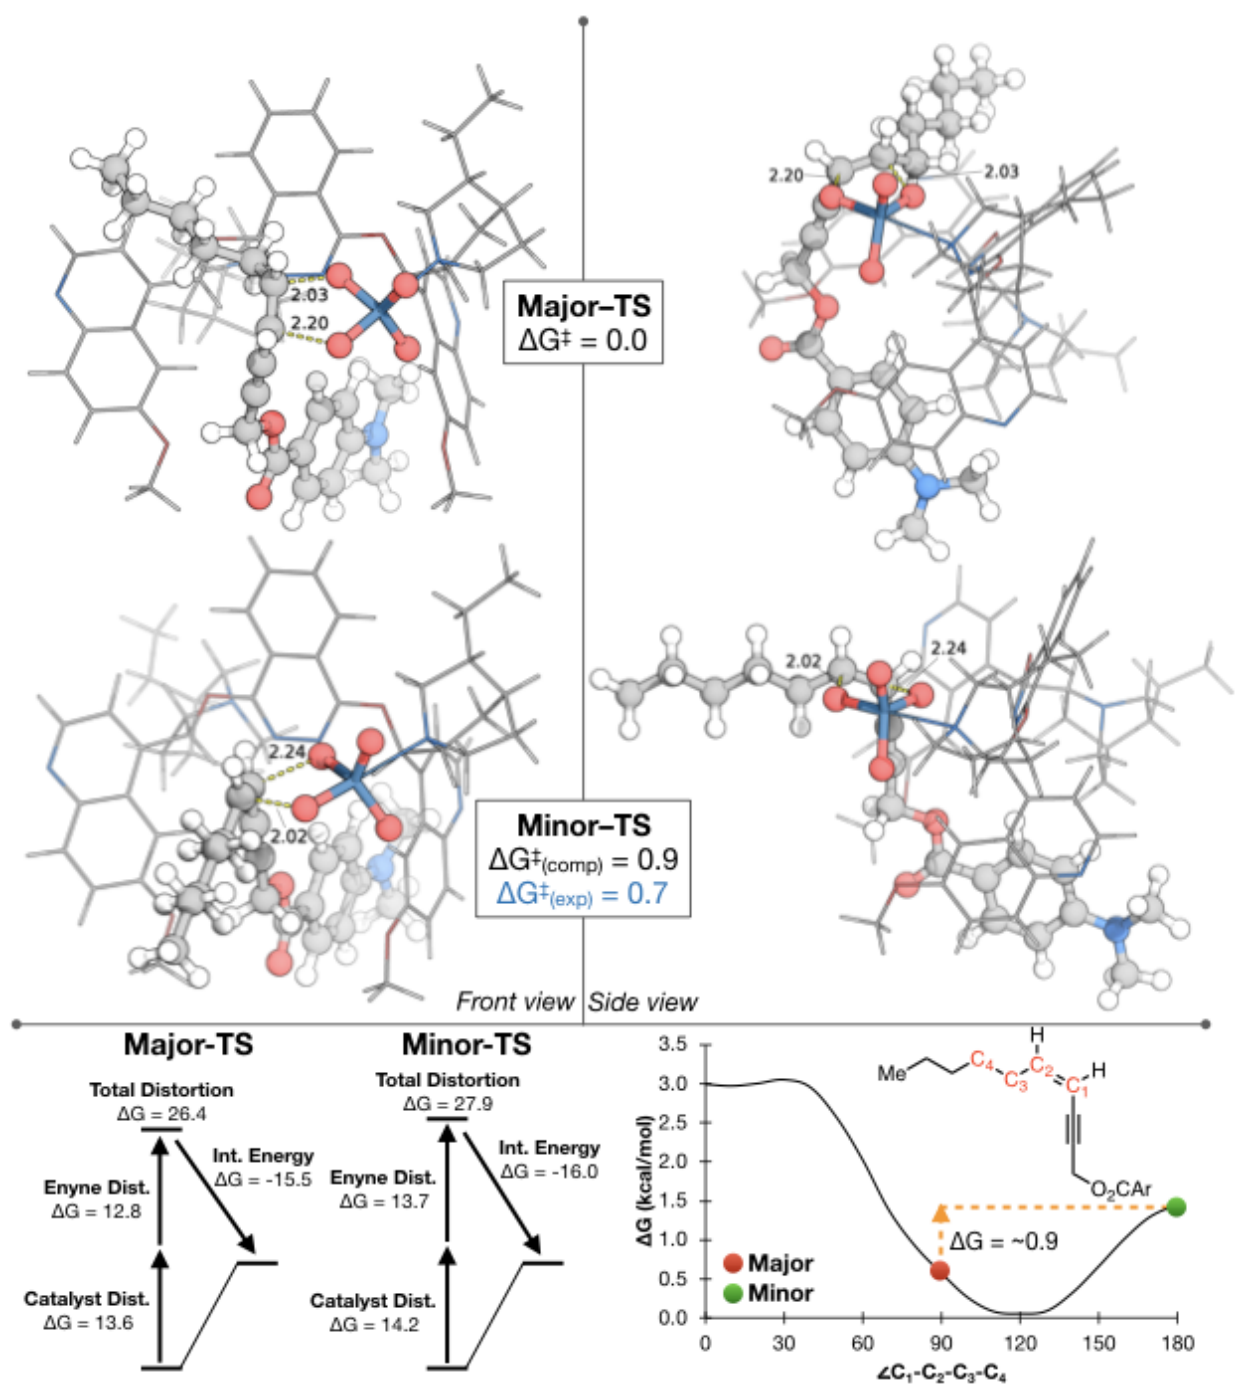 2.20
2.03
2.03
2.20
Major–TS
ΔG‡ = 0.0
2.24
2.02
2.02
2.24
Minor–TS
ΔG‡(comp) = 0.9
ΔG‡(exp) = 0.7
Front view
Side view
Major-TS
Total Distortion
ΔG = 26.4
Int. Energy
ΔG = -15.5
Enyne Dist.
ΔG = 12.8
Catalyst Dist.
ΔG = 13.6
Minor-TS
Total Distortion
ΔG = 27.9
Int. Energy
ΔG = -16.0
Enyne Dist.
ΔG = 13.7
Catalyst Dist.
ΔG = 14.2
ΔG (kcal/mol)
3.5
3.0
2.5
2.0
1.5
1.0
0.5
0.0
H
C4
C2
H
Me
C3
C1
O2CAr
ΔG = ~0.9
Major
Minor
0 30 60 90 120 150 180
∠C1-C2-C3-C4